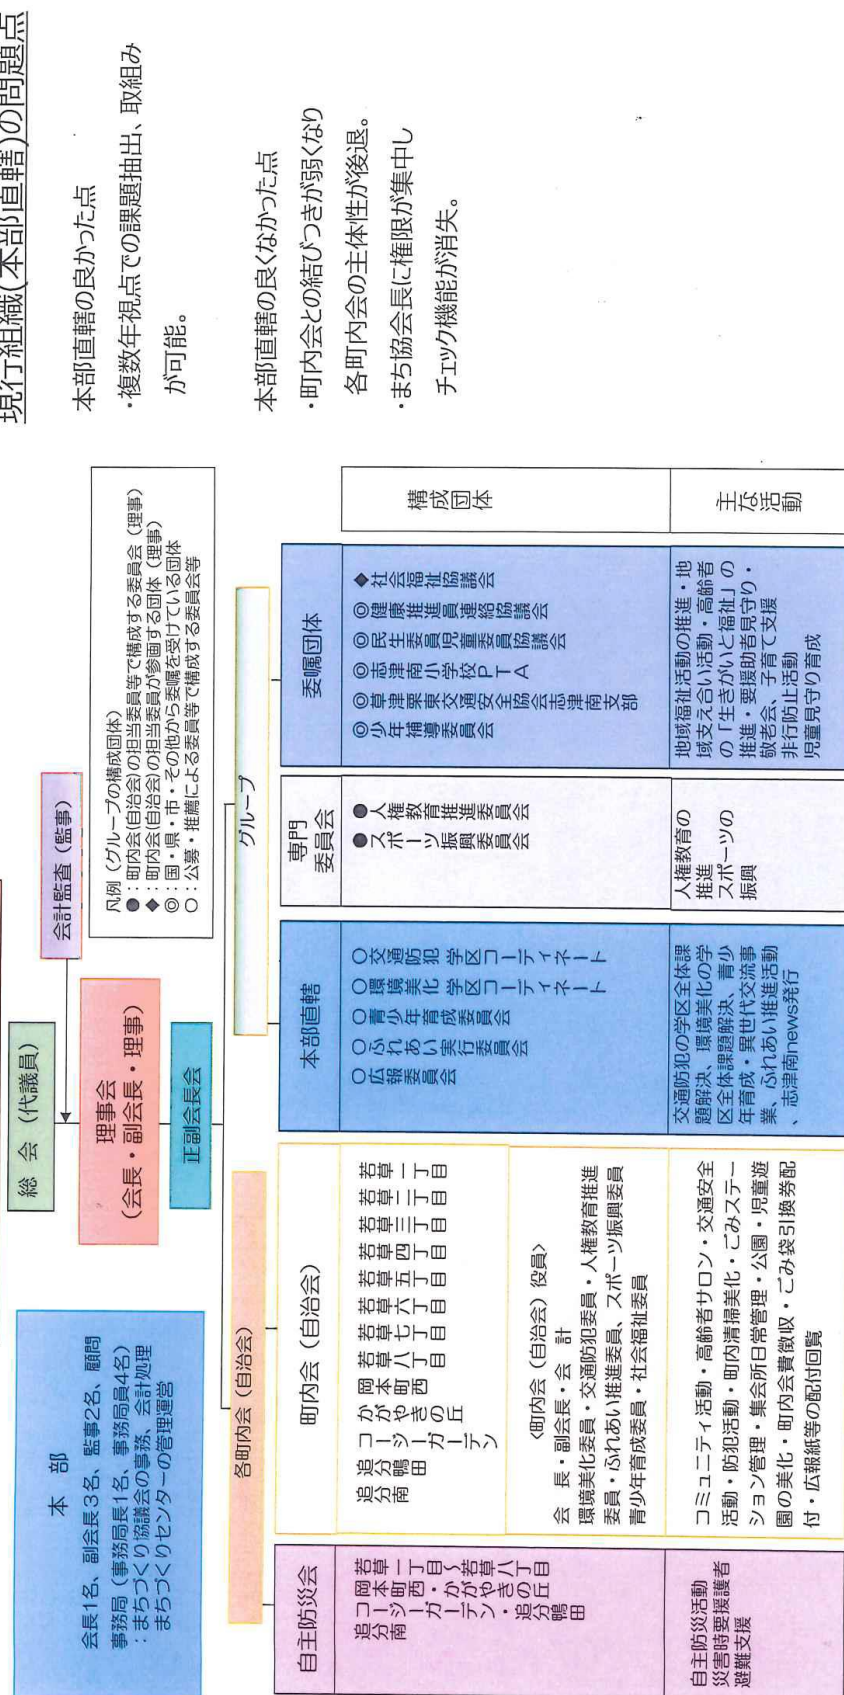 現行組織(本部直轄)の問題点
本部直轄の良かった点
・複数年視点での課題抽出、取組み
が可能。
本部直轄の良くなかった点
・町内会との結びつきが弱くなり
各町内会の主体性が後退。
・まち協会長に権限が集中し
チェック機能が消失。
総 会（代議員）
会計監査（監事）
理事会
（会長・副会長・理事）
正副会長会
本 部
会長1名、副会長3名、監事2名、顧問
事務局（事務局長1名、事務局員4名）
：まちづくり協議会の事務、会計処理
まちづくりセンターの管理運営
凡例（グループの構成団体）
●：町内会(自治会)の担当委員等で構成する委員会（理事）
◆：町内会(自治会)の担当委員が参画する団体（理事）
◎：国・県・市・その他から委嘱を受けている団体
○：公募・推薦による委員等で構成する委員会等
各町内会（自治会）
グループ
自主防災会
若草一丁目～若草八丁目
岡本町西・かがやきの丘
コージーガーデン・追分鴨田
追分南
自主防災活動
災害時要援護者
避難支援
町内会（自治会）
若草一丁目
若草二丁目
若草三丁目
若草四丁目
若草五丁目
若草六丁目
若草七丁目
若草八丁目
岡本町西
かがやきの丘
コージーガーデン
追分鴨田
追分南
<町内会（自治会）役員>
会 長・副会長・会 計
環境美化委員・交通防犯委員・人権教育推進
委員・ふれあい推進委員、スポーツ振興委員
青少年育成委員・社会福祉委員
コミュニティ活動・高齢者サロン・交通安全
活動・防犯活動・町内清掃美化・ごみステー
ション管理・集会所日常管理・公園・児童遊
園の美化・町内会費徴収・ごみ袋引換券配
付・広報紙等の配付回覧
本部直轄
○交通防犯 学区コーディネート
○環境美化 学区コーディネート
○青少年育成委員会
○ふれあい実行委員会
○広報委員会
交通防犯の学区全体課
題解決、環境美化の学
区全体課題解決、青少
年育成・異世代交流事
業、ふれあい推進活動
、志津南news発行
専門
委員会
●人権教育推進委員会
●スポーツ振興委員会
人権教育の
推進
スポーツの
振興
委嘱団体
◆社会福祉協議会
◎健康推進員連絡協議会
◎民生委員児童委員協議会
◎志津南小学校ＰＴＡ
◎草津栗東交通安全協会志津南支部
◎少年補導委員会
地域福祉活動の推進・地
域支え合い活動・高齢者
の「生きがいと福祉」の
推進・要援助者見守り・
敬老会、子育て支援
非行防止活動
児童見守り育成
構成団体
主な活動